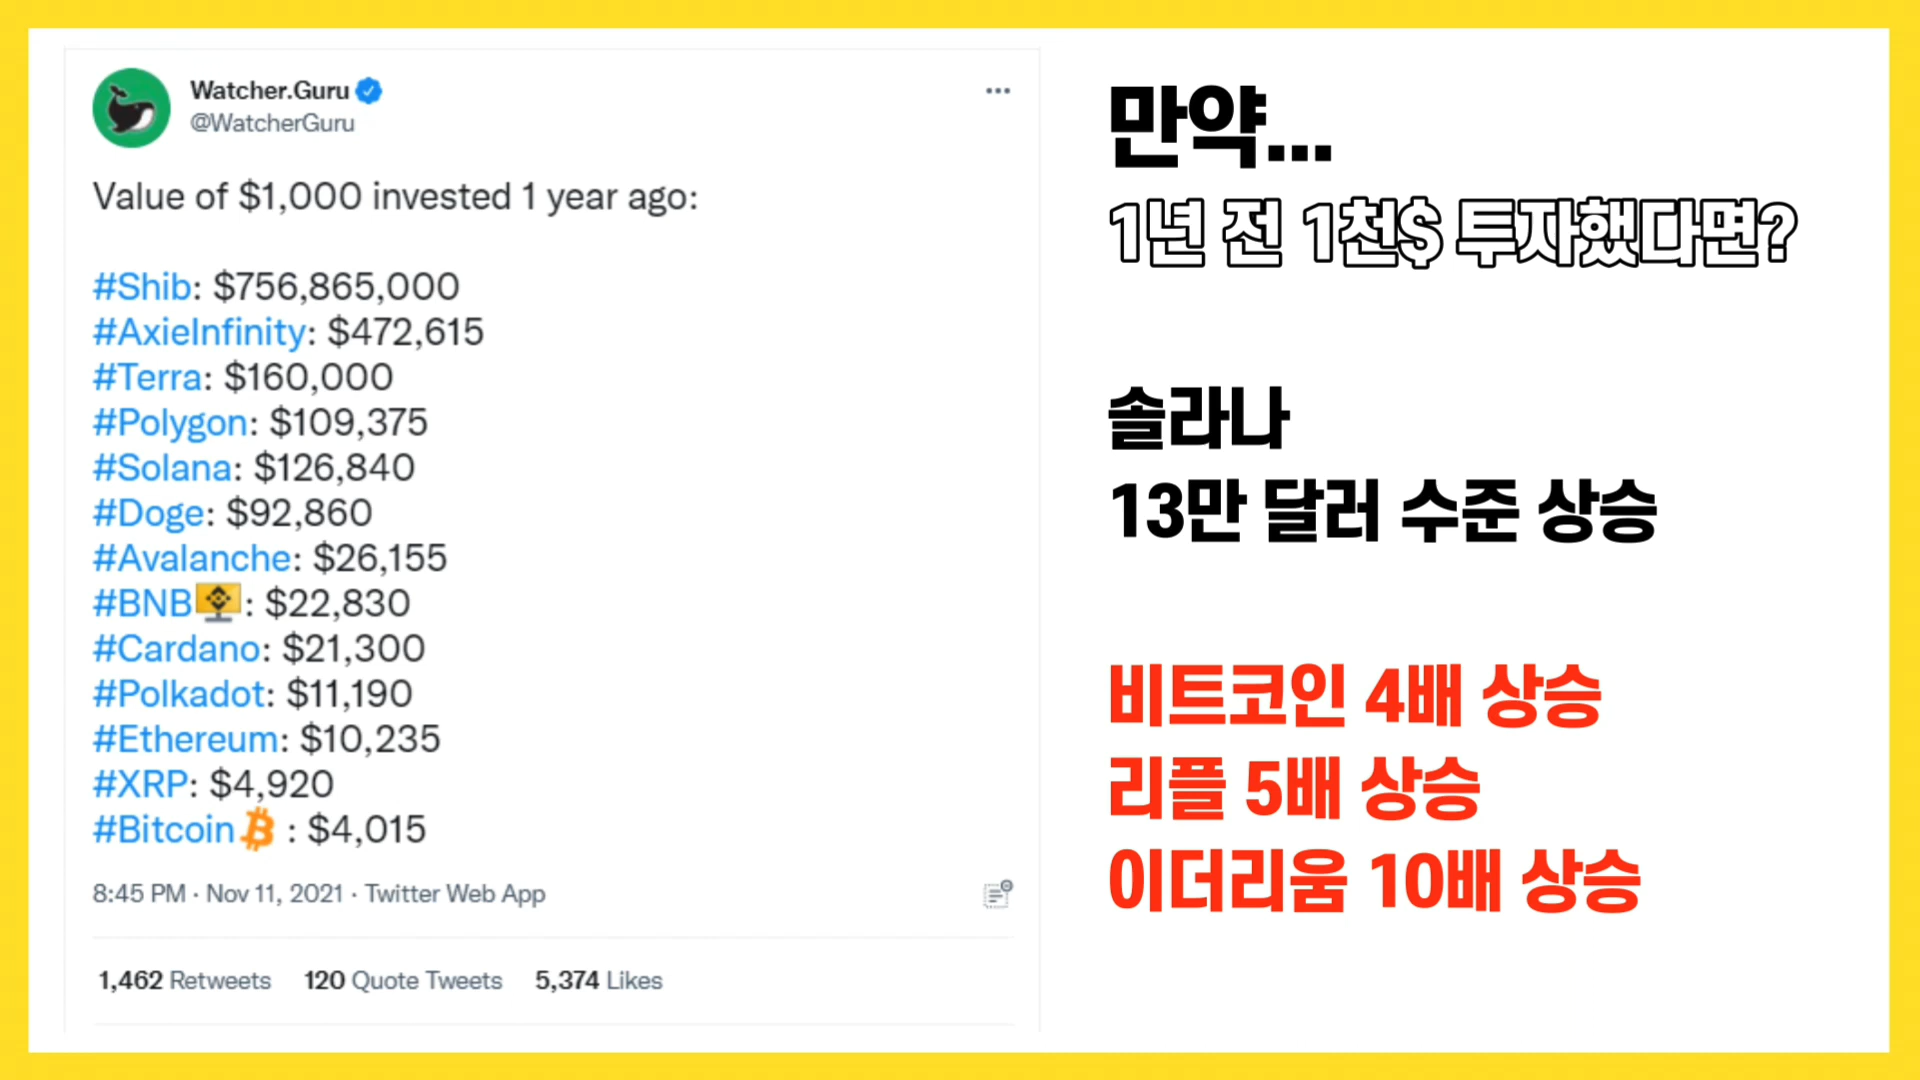 Watcher.Guru
@WatcherGuru
Value of $1,000 invested 1 year ago:
#Shib: $756,865,000
#AxieInfinity: $472,615
#Terra: $160,000
#Polygon: $109,375
#Solana: $126,840
#Doge: $92,860
#Avalanche: $26,155
#BNB: $22,830
#Cardano: $21,300
#Polkadot: $11,190
#Ethereum: $10,235
#XRP: $4,920
#Bitcoin : $4,015
8:45 PM · Nov 11, 2021 · Twitter Web App
1,462 Retweets 120 Quote Tweets 5,374 Likes
만약...
1년 전 1천$ 투자했다면?
솔라나
13만 달러 수준 상승
비트코인 4배 상승
리플 5배 상승
이더리움 10배 상승